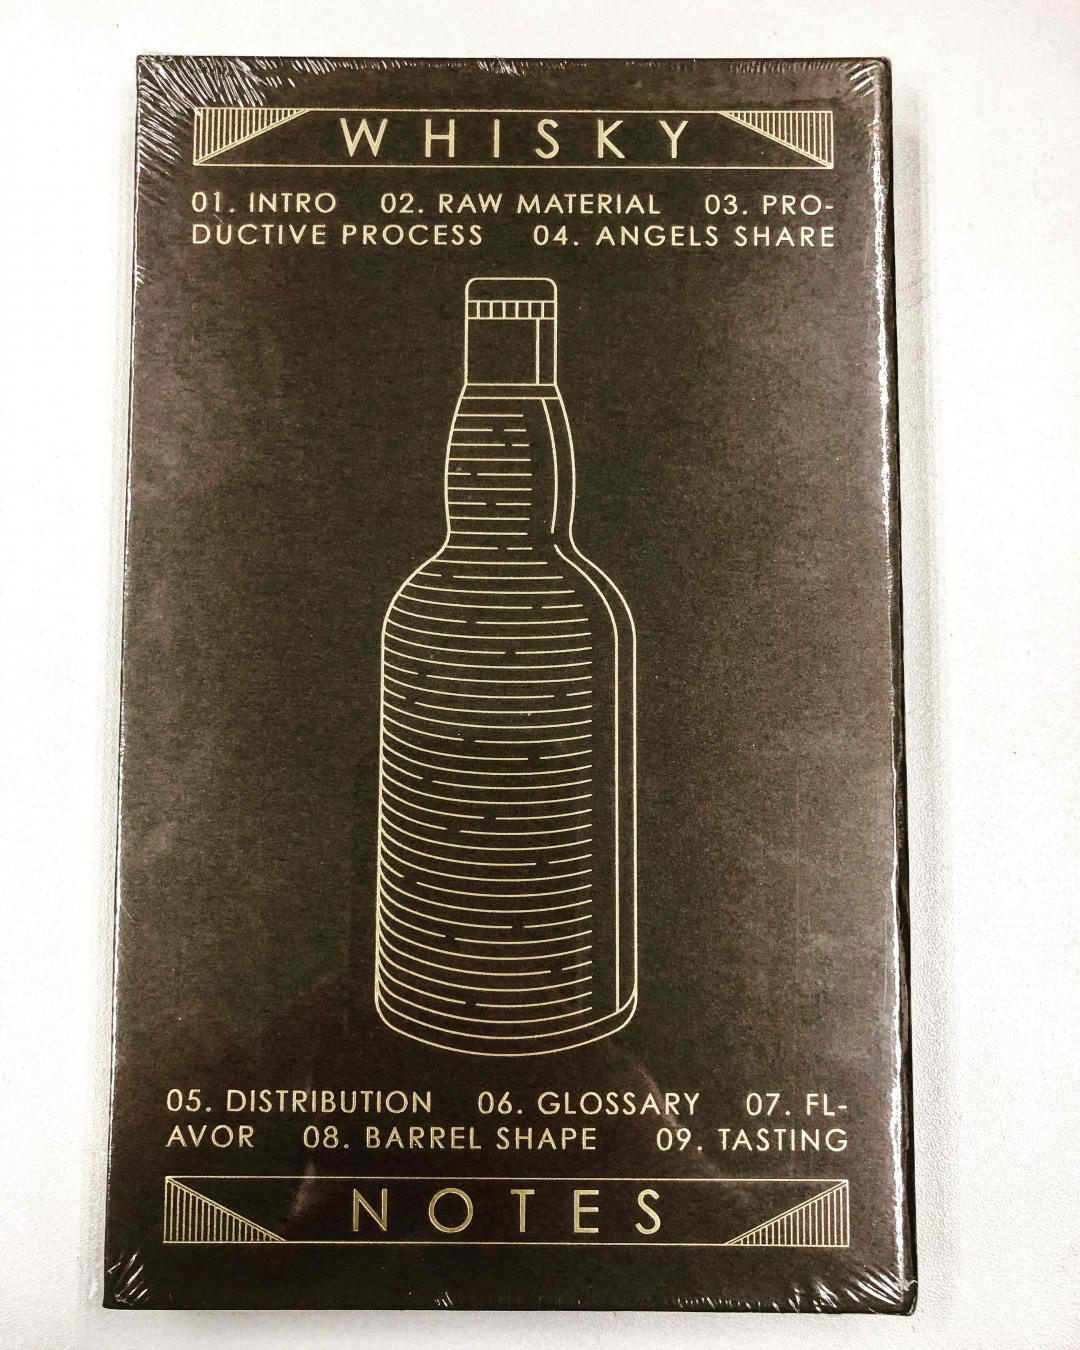 WHISKY
01. INTRO 02. RAW MATERIAL 03. PRO-
DUCTIVE PROCESS 04. ANGELS SHARE
05. DISTRIBUTION 06. GLOSSARY 07. FL-
AVOR 08. BARREL SHAPE 09. TASTING
NOTES